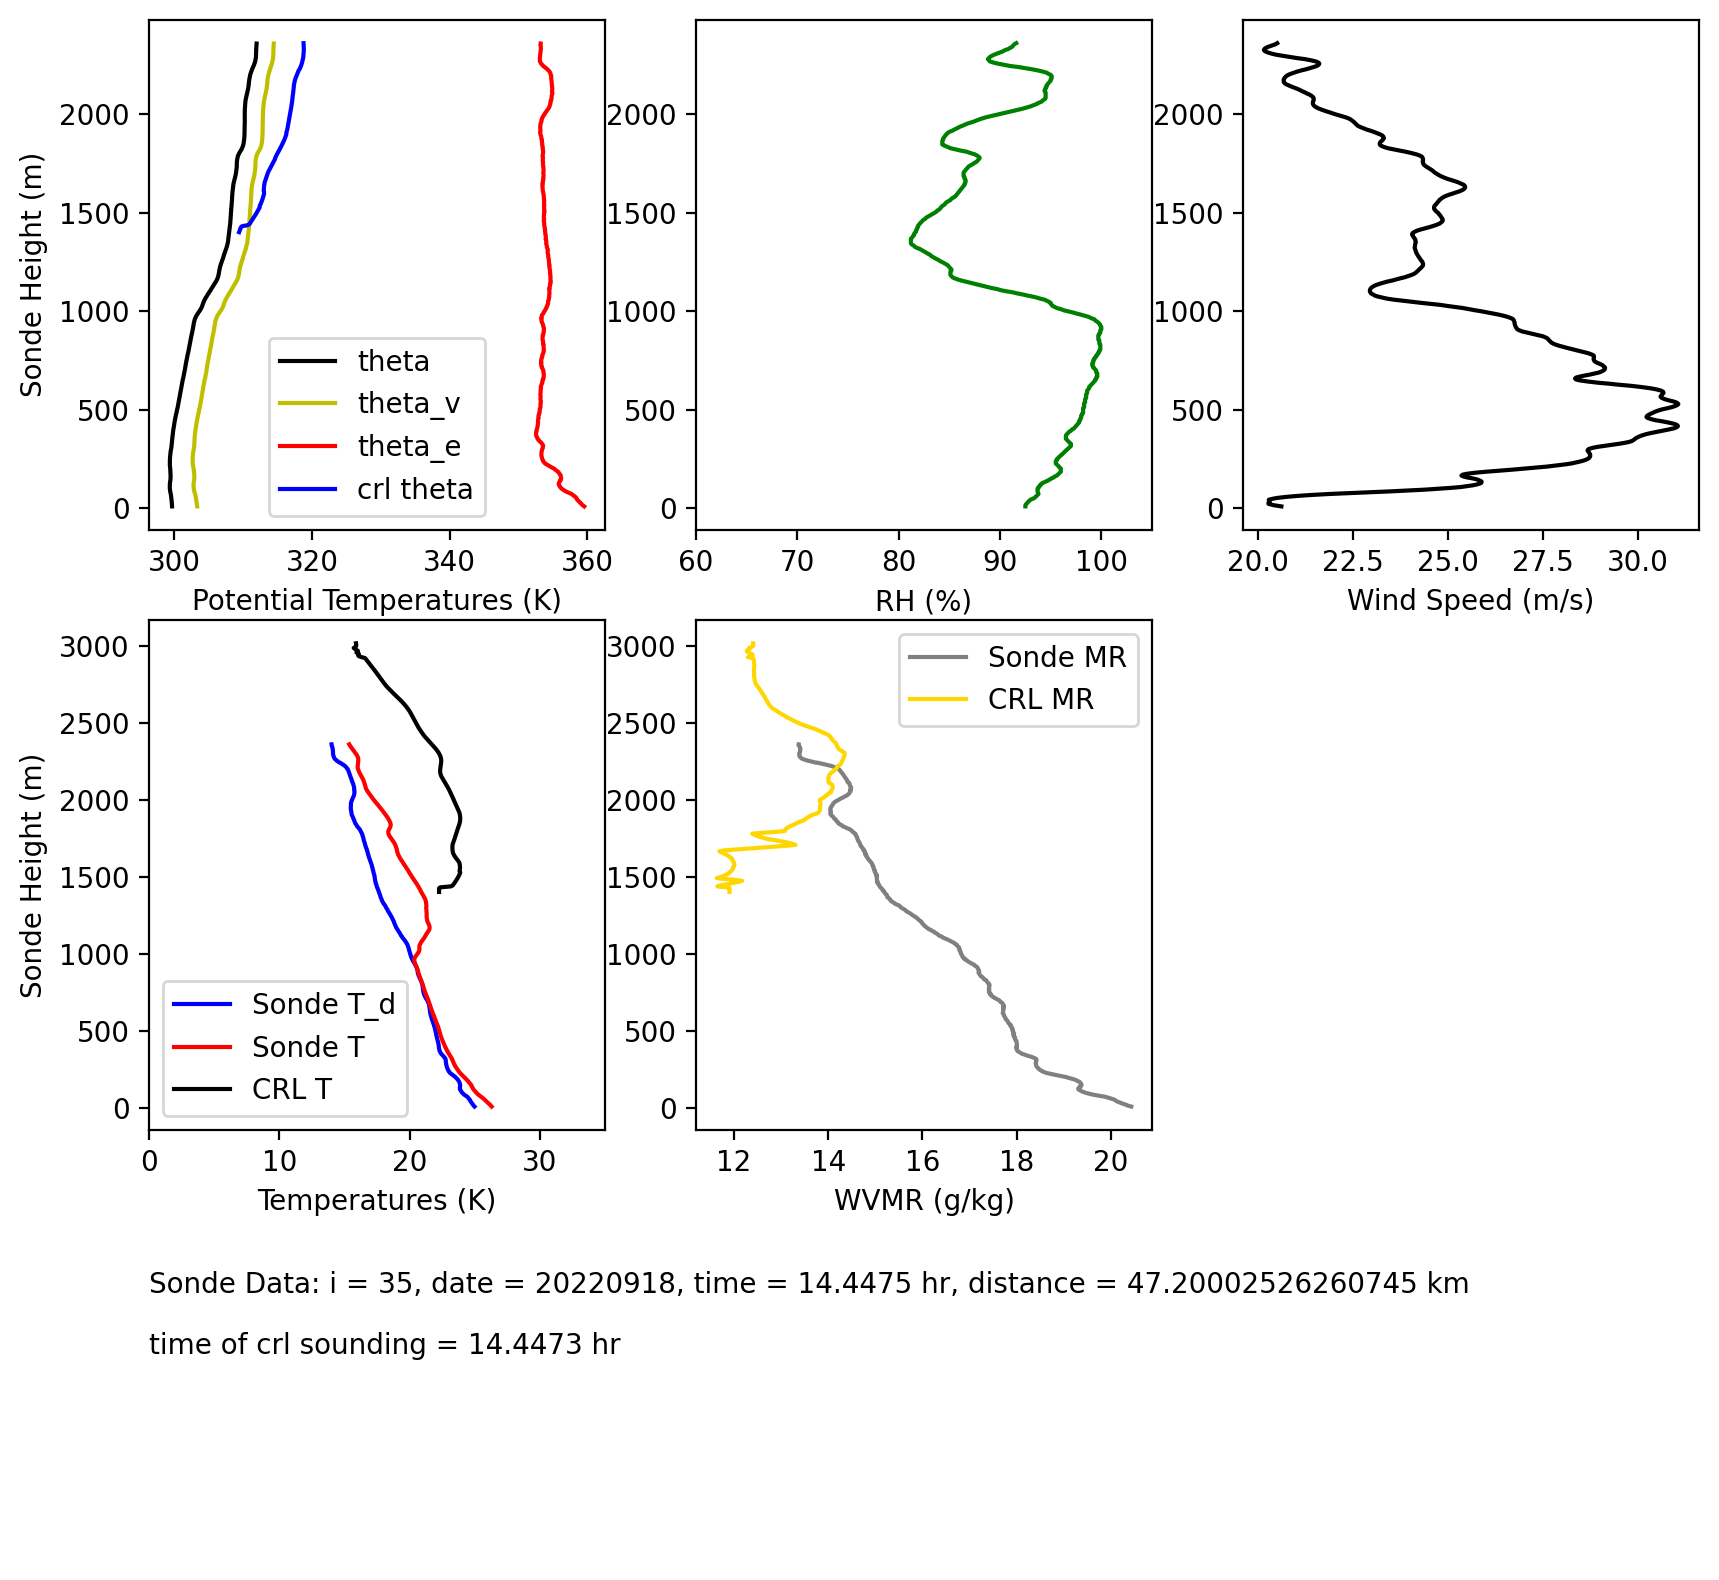 2000
1500
1000
500
0
Sonde Height (m)
300 320 340 360
Potential Temperatures (K)
theta
theta_v
theta_e
crl theta
2000
1500
1000
500
0
60 70 80 90 100
RH (%)
2000
1500
1000
500
0
20.0 22.5 25.0 27.5 30.0
Wind Speed (m/s)
3000
2500
2000
1500
1000
500
0
Sonde Height (m)
Sonde T_d
Sonde T
CRL T
0 10 20 30
Temperatures (K)
3000
2500
2000
1500
1000
500
0
Sonde MR
CRL MR
12 14 16 18 20
WVMR (g/kg)
Sonde Data: i = 35, date = 20220918, time = 14.4475 hr, distance = 47.20002526260745 km
time of crl sounding = 14.4473 hr